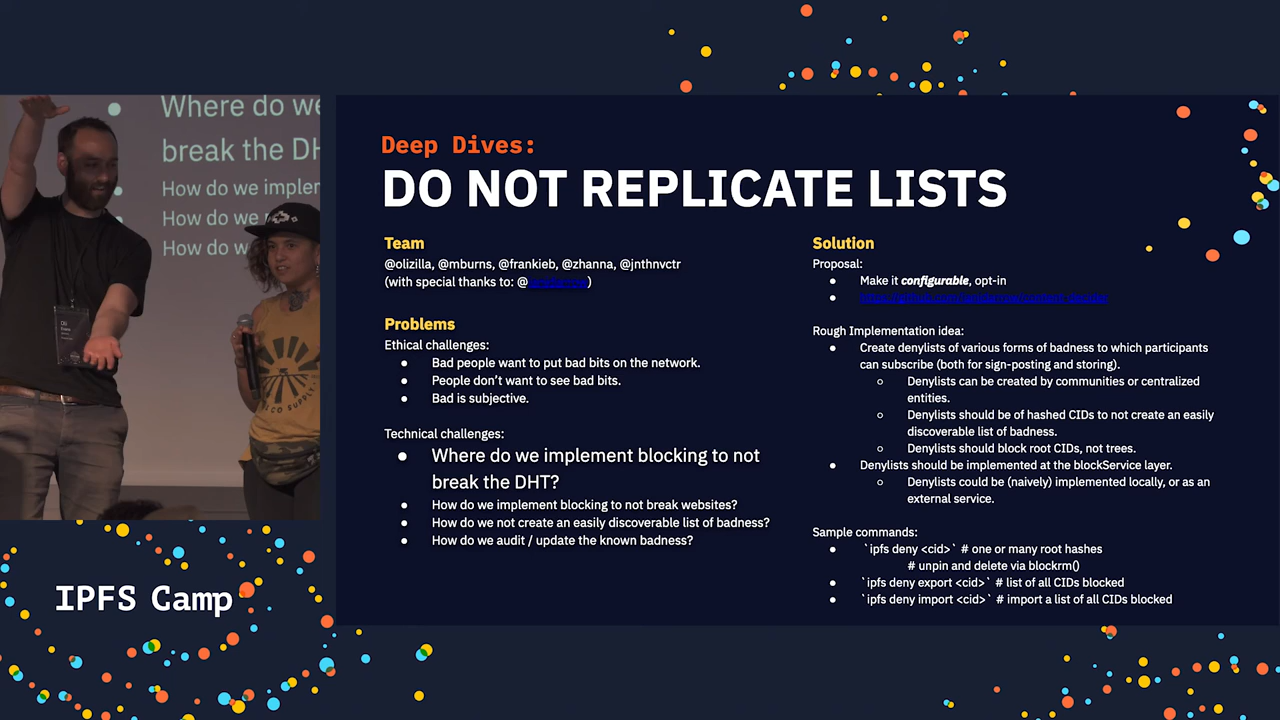 Deep Dives:
DO NOT REPLICATE LISTS
Team
@olizilla, @mburns, @frankieb, @zhanna, @jnthnvctr
(with special thanks to: @
Problems
Ethical challenges:
● Bad people want to put bad bits on the network.
● People don't want to see bad bits.
● Bad is subjective.
Technical challenges:
● Where do we implement blocking to not
break the DHT?
● How do we implement blocking to not break websites?
● How do we not create an easily discoverable list of badness?
● How do we audit / update the known badness?
Solution
Proposal:
● Make it configurable, opt-in
Rough Implementation idea:
● Create denylists of various forms of badness to which participants
can subscribe (both for sign-posting and storing).
○ Denylists can be created by communities or centralized
entities.
○ Denylists should be of hashed CIDs to not create an easily
discoverable list of badness.
○ Denylists should block root CIDs, not trees.
● Denylists should be implemented at the blockService layer.
○ Denylists could be (naively) implemented locally, or as an
external service.
Sample commands:
● `ipfs deny <cid>` # one or many root hashes
# unpin and delete via blockrm()
● `ipfs deny export <cid>` # list of all CIDs blocked
● `ipfs deny import <cid>` # import a list of all CIDs blocked
Where do we
break the DH
How do we implem
How do we
How do w
Oli
IPFS Camp